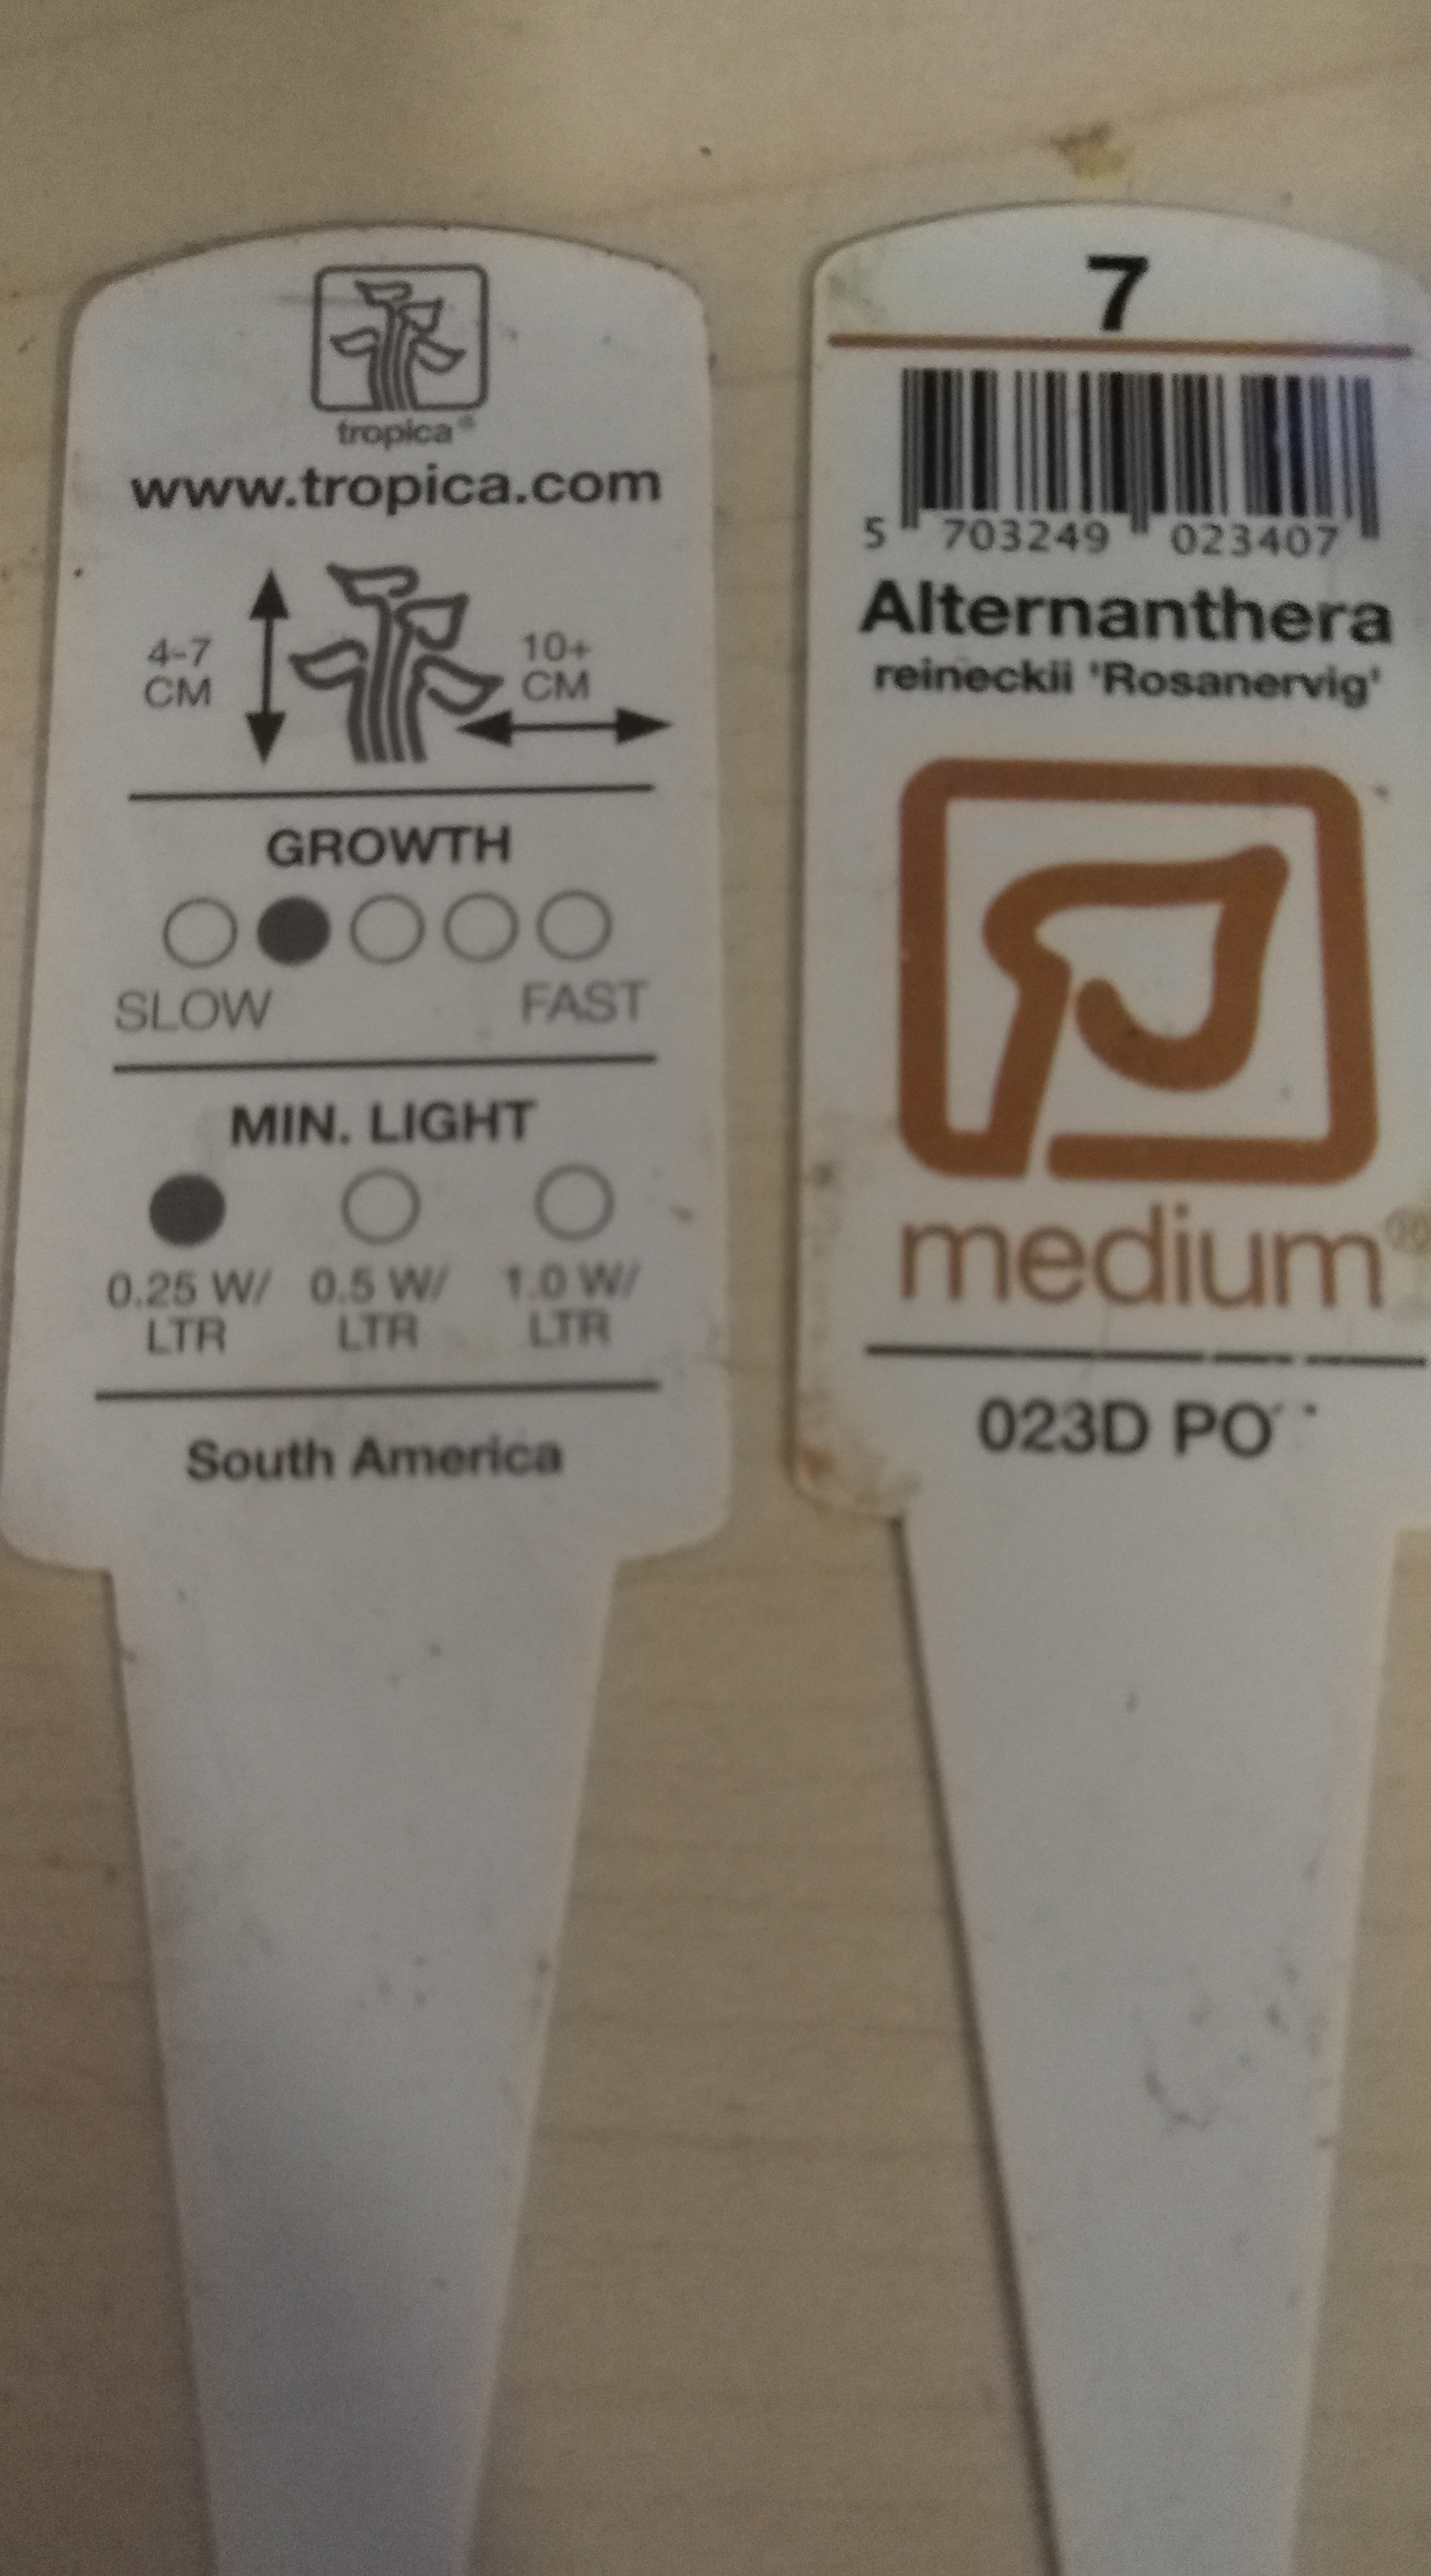 tropica®
www.tropica.com
4-7
CM
10+
CM
GROWTH
SLOW FAST
MIN. LIGHT
0.25 W/
LTR
0.5 W/
LTR
1.0 W/
LTR
South America
7
5 703249 023407
Alternanthera
reineckii 'Rosanervig'
medium®
023D